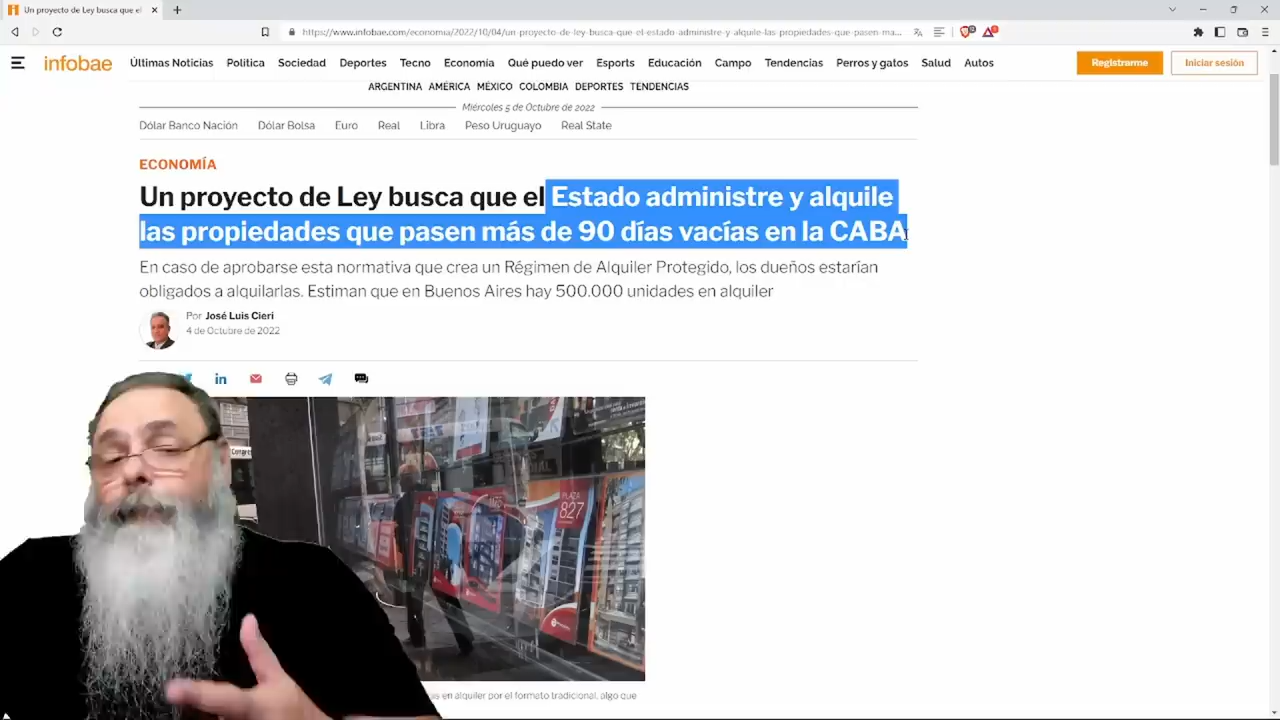 Un proyecto de Ley busca que el
https://www.infobae.com/economia/2022/10/04/un-proyecto-de-ley-busca-que-el-estado-administre-y-alquile-las-propiedades-que-pasen-ma...
infobae Últimas Noticias Política Sociedad Deportes Tecno Economía Qué puedo ver Esports Educación Campo Tendencias Perros y gatos Salud Autos Registrarme Iniciar sesión
ARGENTINA AMÉRICA MÉXICO COLOMBIA DEPORTES TENDENCIAS
Miércoles 5 de Octubre de 2022
Dólar Banco Nación Dólar Bolsa Euro Real Libra Peso Uruguayo Real State
ECONOMÍA
Un proyecto de Ley busca que el Estado administre y alquile
las propiedades que pasen más de 90 días vacías en la CABA
En caso de aprobarse esta normativa que crea un Régimen de Alquiler Protegido, los dueños estarían
obligados a alquilarlas. Estiman que en Buenos Aires hay 500.000 unidades en alquiler
Por José Luis Cieri
4 de Octubre de 2022
PLAZA
827
en alquiler por el formato tradicional, algo que